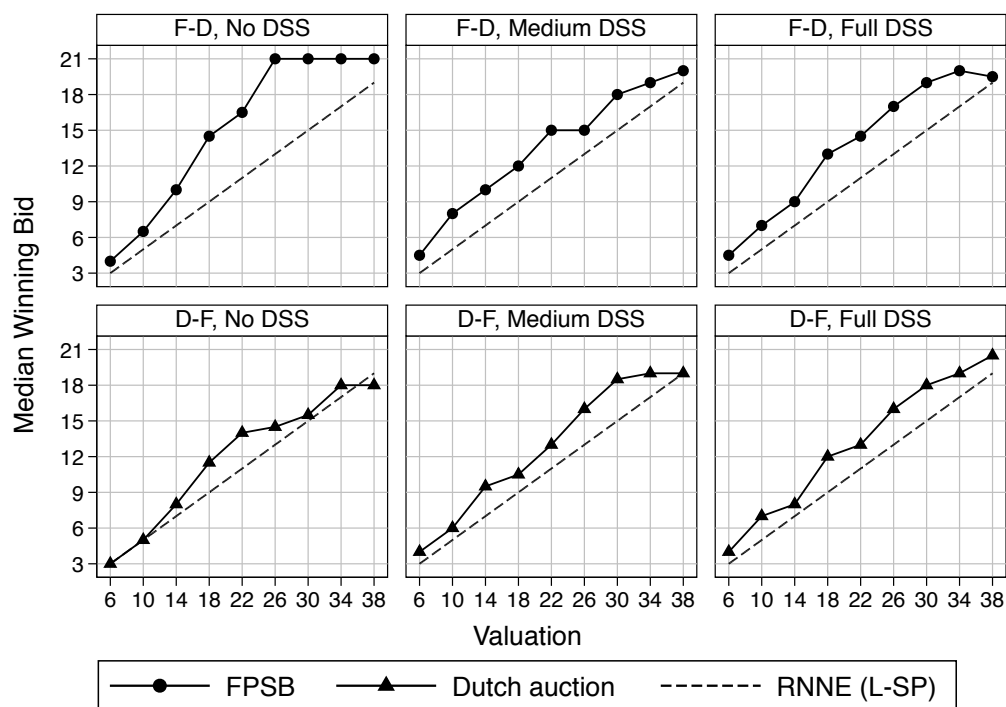 F-D, No DSS F-D, Medium DSS F-D, Full DSS
21
18
15
12
9
6
3
D-F, No DSS D-F, Medium DSS D-F, Full DSS
21
18
15
12
9
6
3
Median Winning Bid
6 10 14 18 22 26 30 34 38 6 10 14 18 22 26 30 34 38 6 10 14 18 22 26 30 34 38
Valuation
FPSB Dutch auction RNNE (L-SP)